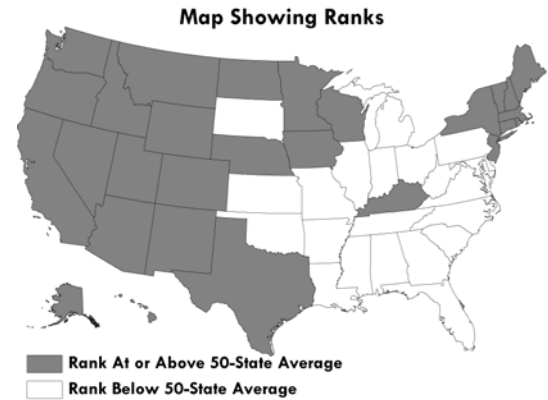 Map Showing Ranks
Rank At or Above 50-State Average
Rank Below 50-State Average